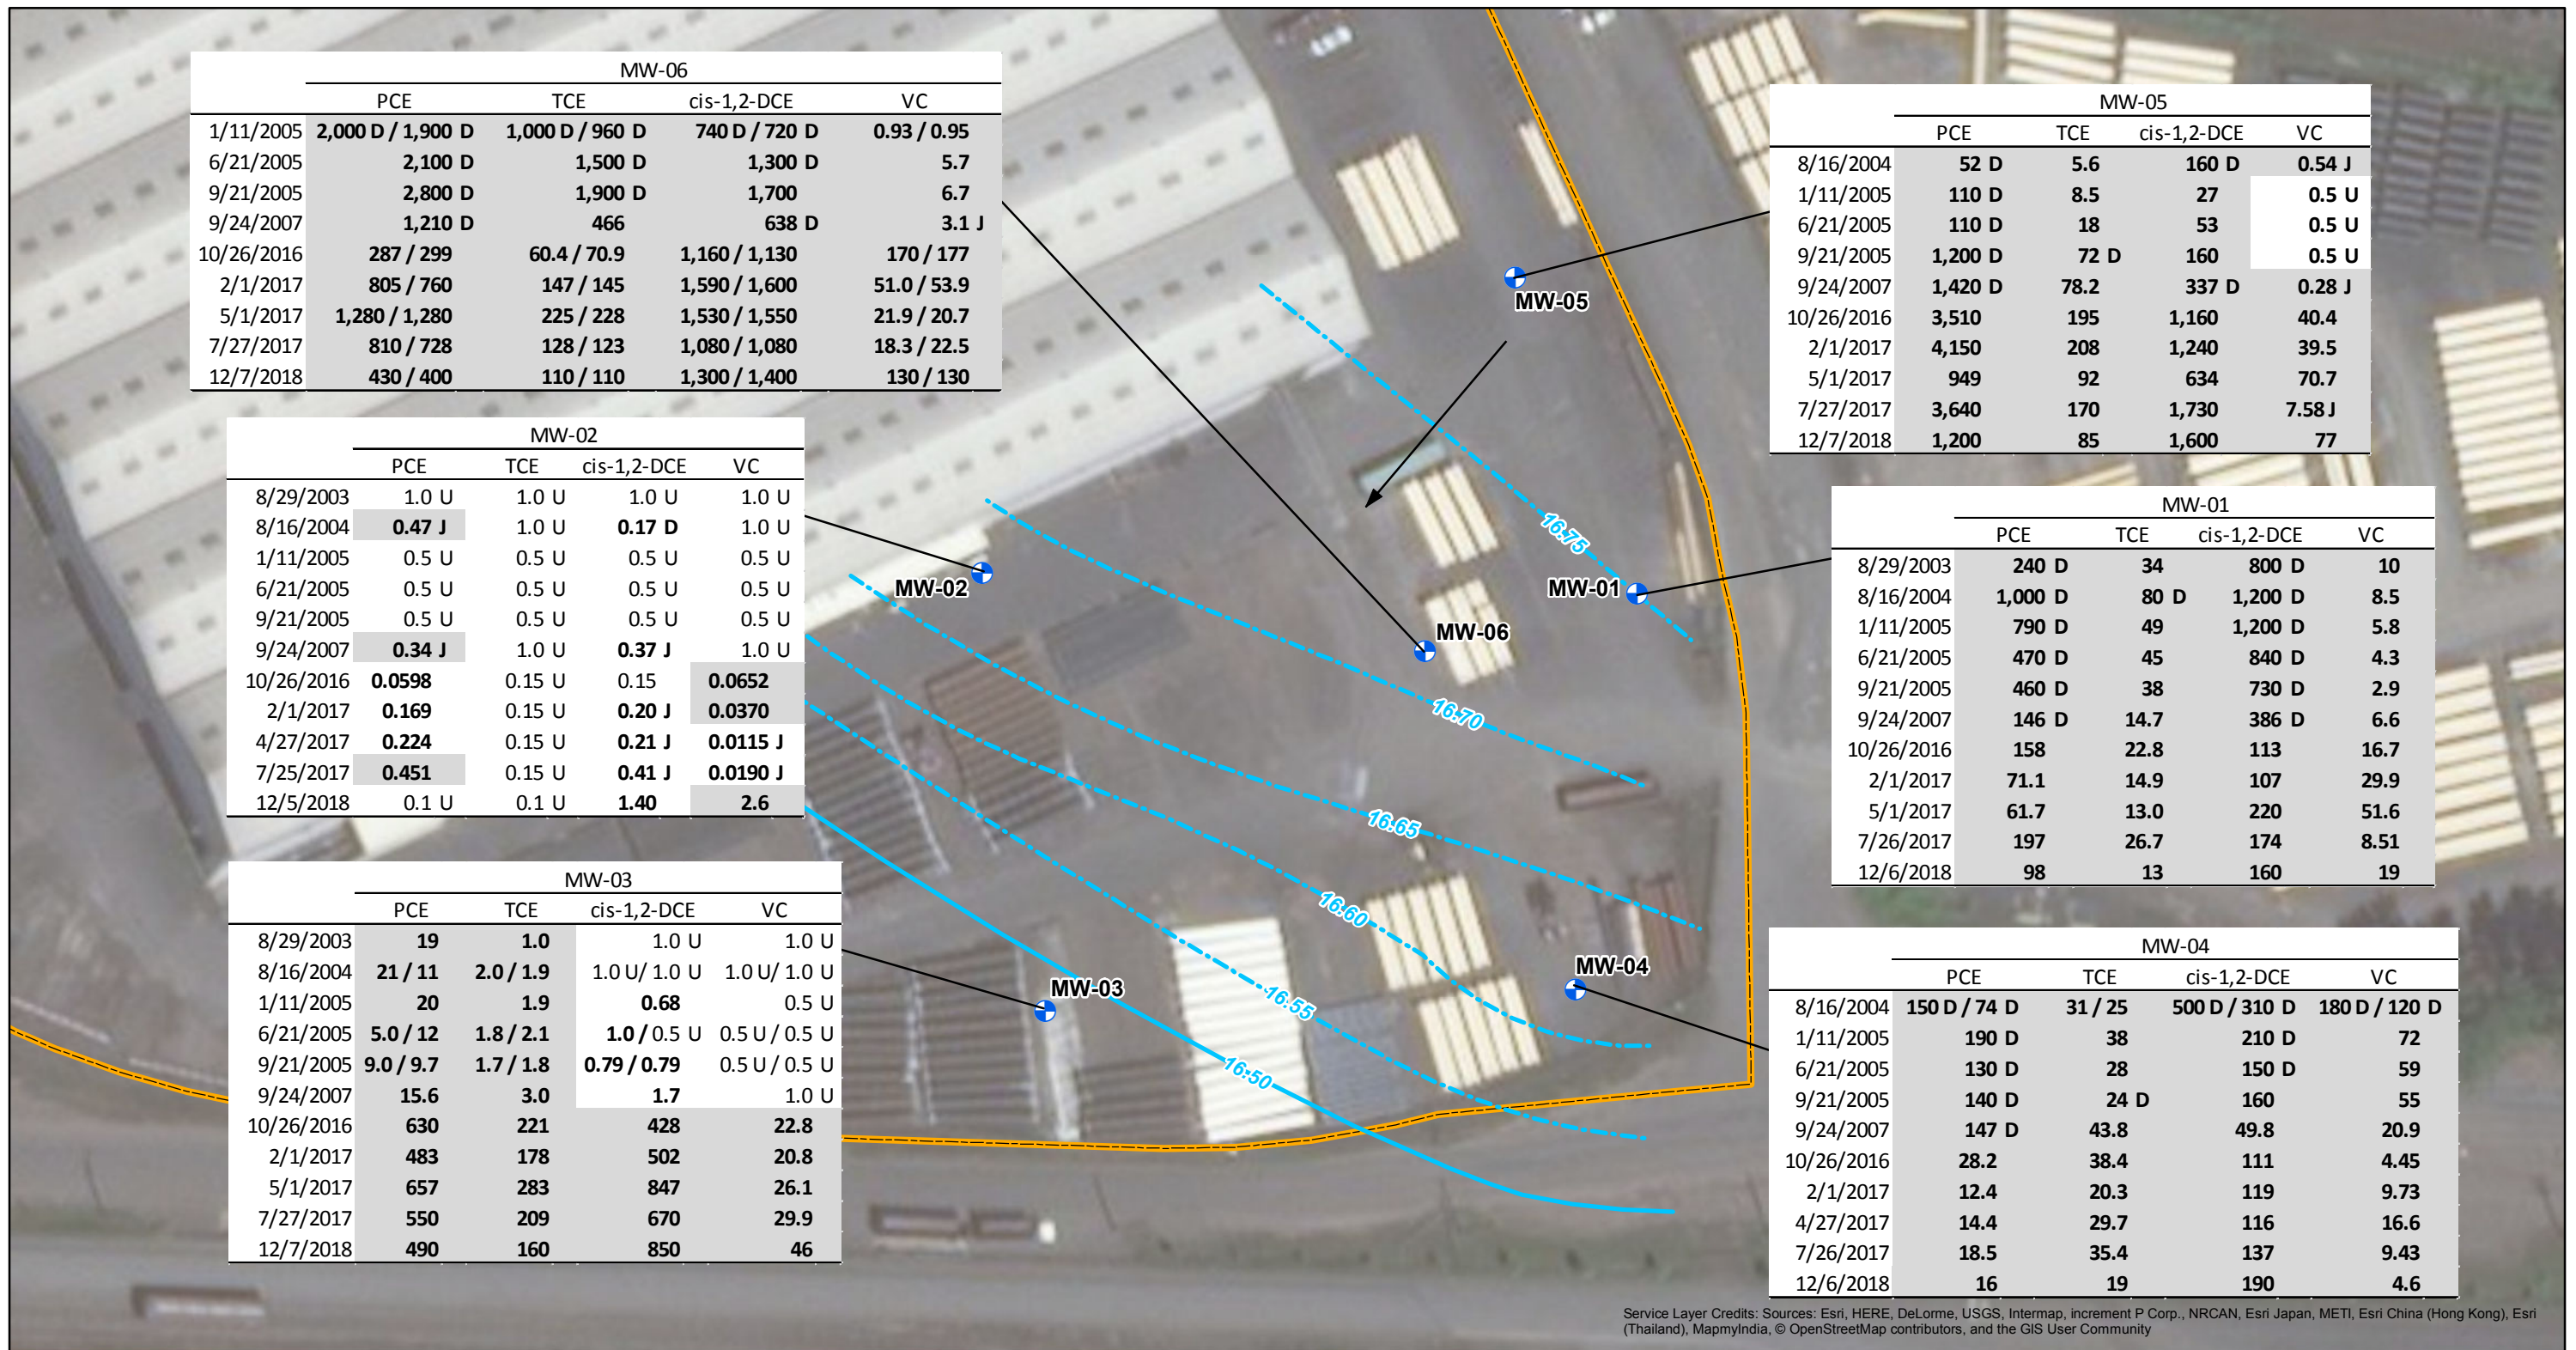 MW-06
PCE TCE cis-1,2-DCE VC
1/11/2005 2,000 D / 1,900 D 1,000 D / 960 D 740 D / 720 D 0.93 / 0.95
6/21/2005 2,100 D 1,500 D 1,300 D 5.7
9/21/2005 2,800 D 1,900 D 1,700 6.7
9/24/2007 1,210 D 466 638 D 3.1 J
10/26/2016 287 / 299 60.4 / 70.9 1,160 / 1,130 170 / 177
2/1/2017 805 / 760 147 / 145 1,590 / 1,600 51.0 / 53.9
5/1/2017 1,280 / 1,280 225 / 228 1,530 / 1,550 21.9 / 20.7
7/27/2017 810 / 728 128 / 123 1,080 / 1,080 18.3 / 22.5
12/7/2018 430 / 400 110 / 110 1,300 / 1,400 130 / 130
MW-05
PCE TCE cis-1,2-DCE VC
8/16/2004 52 D 5.6 160 D 0.54 J
1/11/2005 110 D 8.5 27 0.5 U
6/21/2005 110 D 18 53 0.5 U
9/21/2005 1,200 D 72 D 160 0.5 U
9/24/2007 1,420 D 78.2 337 D 0.28 J
10/26/2016 3,510 195 1,160 40.4
2/1/2017 4,150 208 1,240 39.5
5/1/2017 949 92 634 70.7
7/27/2017 3,640 170 1,730 7.58 J
12/7/2018 1,200 85 1,600 77
MW-02
PCE TCE cis-1,2-DCE VC
8/29/2003 1.0 U 1.0 U 1.0 U 1.0 U
8/16/2004 0.47 J 1.0 U 0.17 D 1.0 U
1/11/2005 0.5 U 0.5 U 0.5 U 0.5 U
6/21/2005 0.5 U 0.5 U 0.5 U 0.5 U
9/21/2005 0.5 U 0.5 U 0.5 U 0.5 U
9/24/2007 0.34 J 1.0 U 0.37 J 1.0 U
10/26/2016 0.0598 0.15 U 0.15 0.0652
2/1/2017 0.169 0.15 U 0.20 J 0.0370
4/27/2017 0.224 0.15 U 0.21 J 0.0115 J
7/25/2017 0.451 0.15 U 0.41 J 0.0190 J
12/5/2018 0.1 U 0.1 U 1.40 2.6
MW-01
PCE TCE cis-1,2-DCE VC
8/29/2003 240 D 34 800 D 10
8/16/2004 1,000 D 80 D 1,200 D 8.5
1/11/2005 790 D 49 1,200 D 5.8
6/21/2005 470 D 45 840 D 4.3
9/21/2005 460 D 38 730 D 2.9
9/24/2007 146 D 14.7 386 D 6.6
10/26/2016 158 22.8 113 16.7
2/1/2017 71.1 14.9 107 29.9
5/1/2017 61.7 13.0 220 51.6
7/26/2017 197 26.7 174 8.51
12/6/2018 98 13 160 19
MW-03
PCE TCE cis-1,2-DCE VC
8/29/2003 19 1.0 1.0 U 1.0 U
8/16/2004 21 / 11 2.0 / 1.9 1.0 U/ 1.0 U 1.0 U/ 1.0 U
1/11/2005 20 1.9 0.68 0.5 U
6/21/2005 5.0 / 12 1.8 / 2.1 1.0 / 0.5 U 0.5 U / 0.5 U
9/21/2005 9.0 / 9.7 1.7 / 1.8 0.79 / 0.79 0.5 U / 0.5 U
9/24/2007 15.6 3.0 1.7 1.0 U
10/26/2016 630 221 428 22.8
2/1/2017 483 178 502 20.8
5/1/2017 657 283 847 26.1
7/27/2017 550 209 670 29.9
12/7/2018 490 160 850 46
MW-04
PCE TCE cis-1,2-DCE VC
8/16/2004 150 D / 74 D 31 / 25 500 D / 310 D 180 D / 120 D
1/11/2005 190 D 38 210 D 72
6/21/2005 130 D 28 150 D 59
9/21/2005 140 D 24 D 160 55
9/24/2007 147 D 43.8 49.8 20.9
10/26/2016 28.2 38.4 111 4.45
2/1/2017 12.4 20.3 119 9.73
4/27/2017 14.4 29.7 116 16.6
7/26/2017 18.5 35.4 137 9.43
12/6/2018 16 19 190 4.6
MW-05
16.75
MW-02
MW-01
MW-06
16.70
16.65
16.60
MW-04
MW-03
16.55
16.50
Service Layer Credits: Sources: Esri, HERE, DeLorme, USGS, Intermap, increment P Corp., NRCAN, Esri Japan, METI, Esri China (Hong Kong), Esri
(Thailand), MapmyIndia, © OpenStreetMap contributors, and the GIS User Community